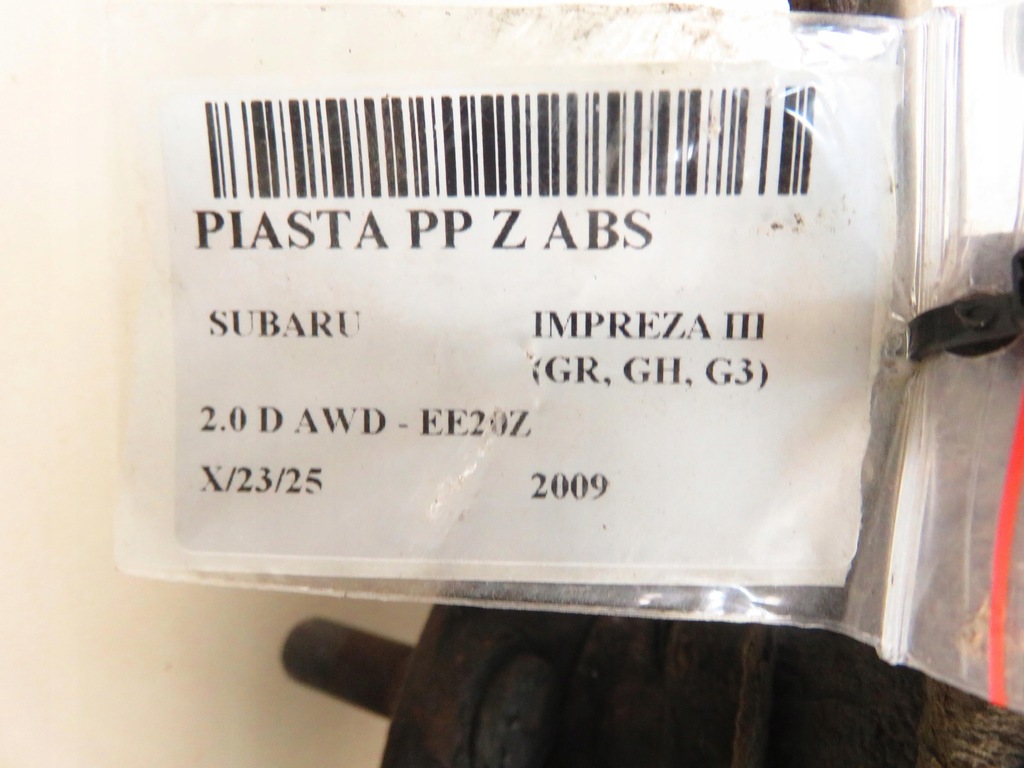 PIASTA PP Z ABS
SUBARU IMPREZA III
(GR, GH, G3)
2.0 D AWD - EE20Z
X/23/25 2009